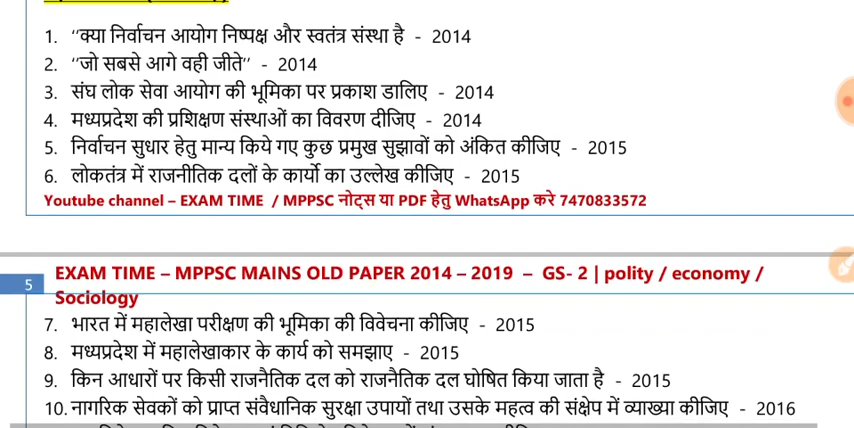 1. ‘‘क्या निर्वाचन आयोग निष्पक्ष और स्वतंत्र संस्था है - 2014
2. ‘‘जो सबसे आगे वही जीते’’ - 2014
3. संघ लोक सेवा आयोग की भूमिका पर प्रकाश डालिए - 2014
4. मध्यप्रदेश की प्रशिक्षण संस्थाओं का विवरण दीजिए - 2014
5. निर्वाचन सुधार हेतु मान्य किये गए कुछ प्रमुख सुझावों को अंकित कीजिए - 2015
6. लोकतंत्र में राजनीतिक दलों के कार्यो का उल्लेख कीजिए - 2015
Youtube channel – EXAM TIME / MPPSC नोट्स या PDF हेतु WhatsApp करे 7470833572
5
EXAM TIME – MPPSC MAINS OLD PAPER 2014 – 2019 – GS- 2 | polity / economy /
Sociology
7. भारत में महालेखा परीक्षण की भूमिका की विवेचना कीजिए - 2015
8. मध्यप्रदेश में महालेखाकार के कार्य को समझाए - 2015
9. किन आधारों पर किसी राजनैतिक दल को राजनैतिक दल घोषित किया जाता है - 2015
10. नागरिक सेवकों को प्राप्त संवैधानिक सुरक्षा उपायों तथा उसके महत्व की संक्षेप में व्याख्या कीजिए - 2016